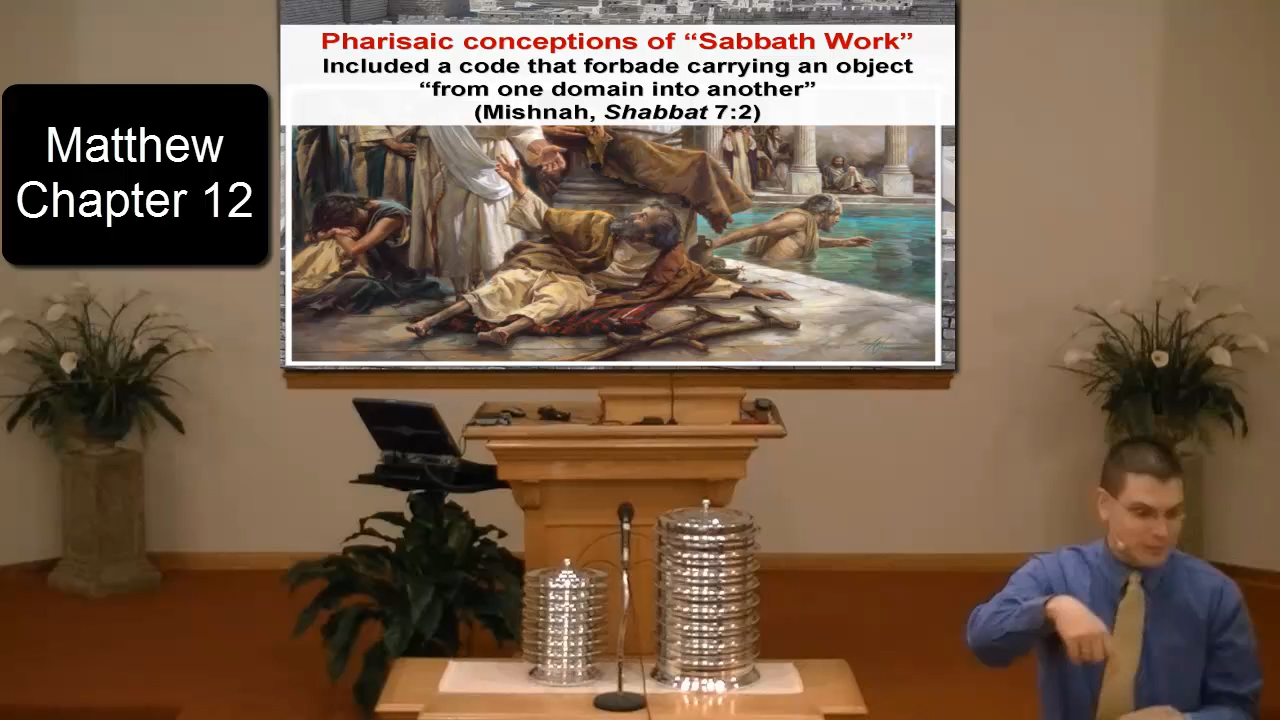 Pharisaic conceptions of “Sabbath Work”
Included a code that forbade carrying an object
“from one domain into another”
(Mishnah, Shabbat 7:2)
Matthew
Chapter 12